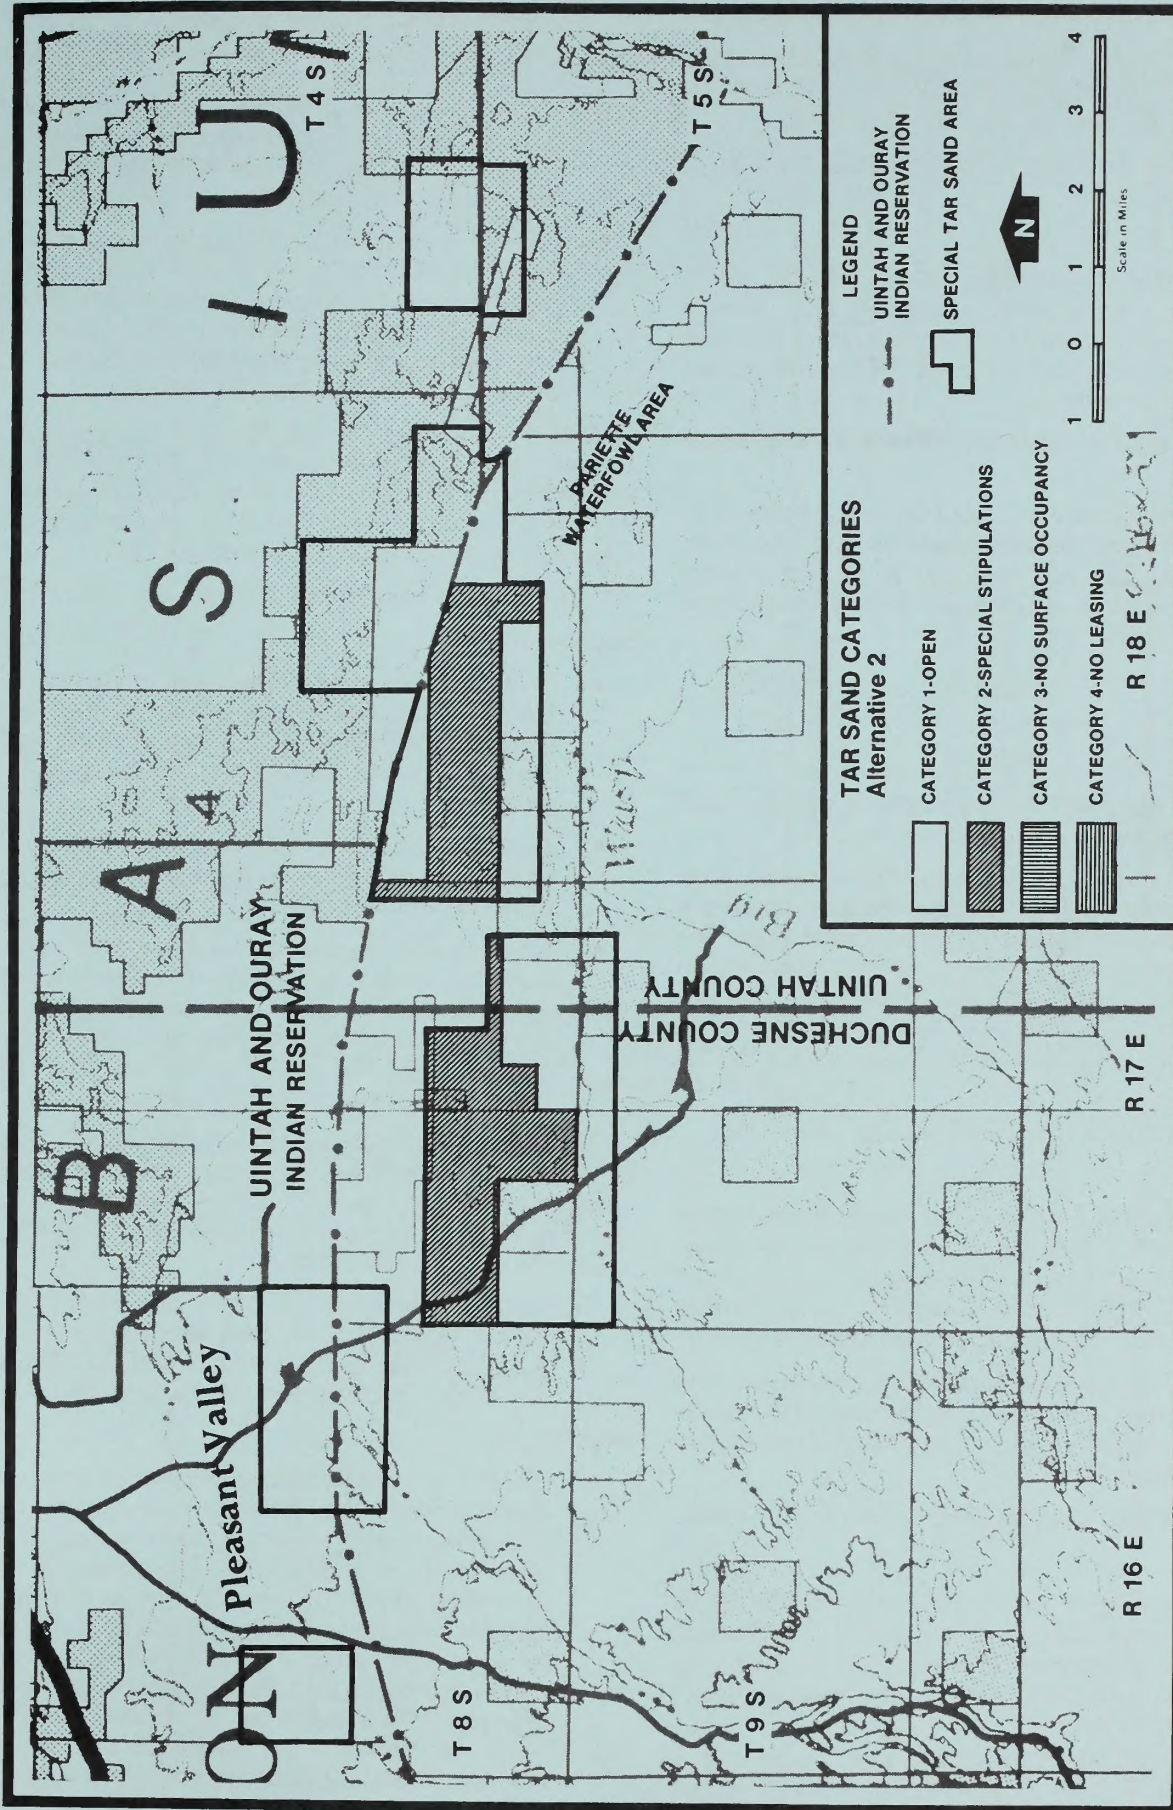 U
I
S
A
B
ON
T 4 S
4
T 5 S
PARIETTE
WATERFOWL AREA
UINTAH AND OURAY
INDIAN RESERVATION
Pleasant Valley
Wash
Big
UINTAH COUNTY
DUCHESNE COUNTY
T 8 S
T 9 S
R 16 E
R 17 E
R 18 E
TAR SAND CATEGORIES
Alternative 2
CATEGORY 1-OPEN
CATEGORY 2-SPECIAL STIPULATIONS
CATEGORY 3-NO SURFACE OCCUPANCY
CATEGORY 4-NO LEASING
LEGEND
UINTAH AND OURAY
INDIAN RESERVATION
SPECIAL TAR SAND AREA
N
1 0 1 2 3 4
Scale in Miles